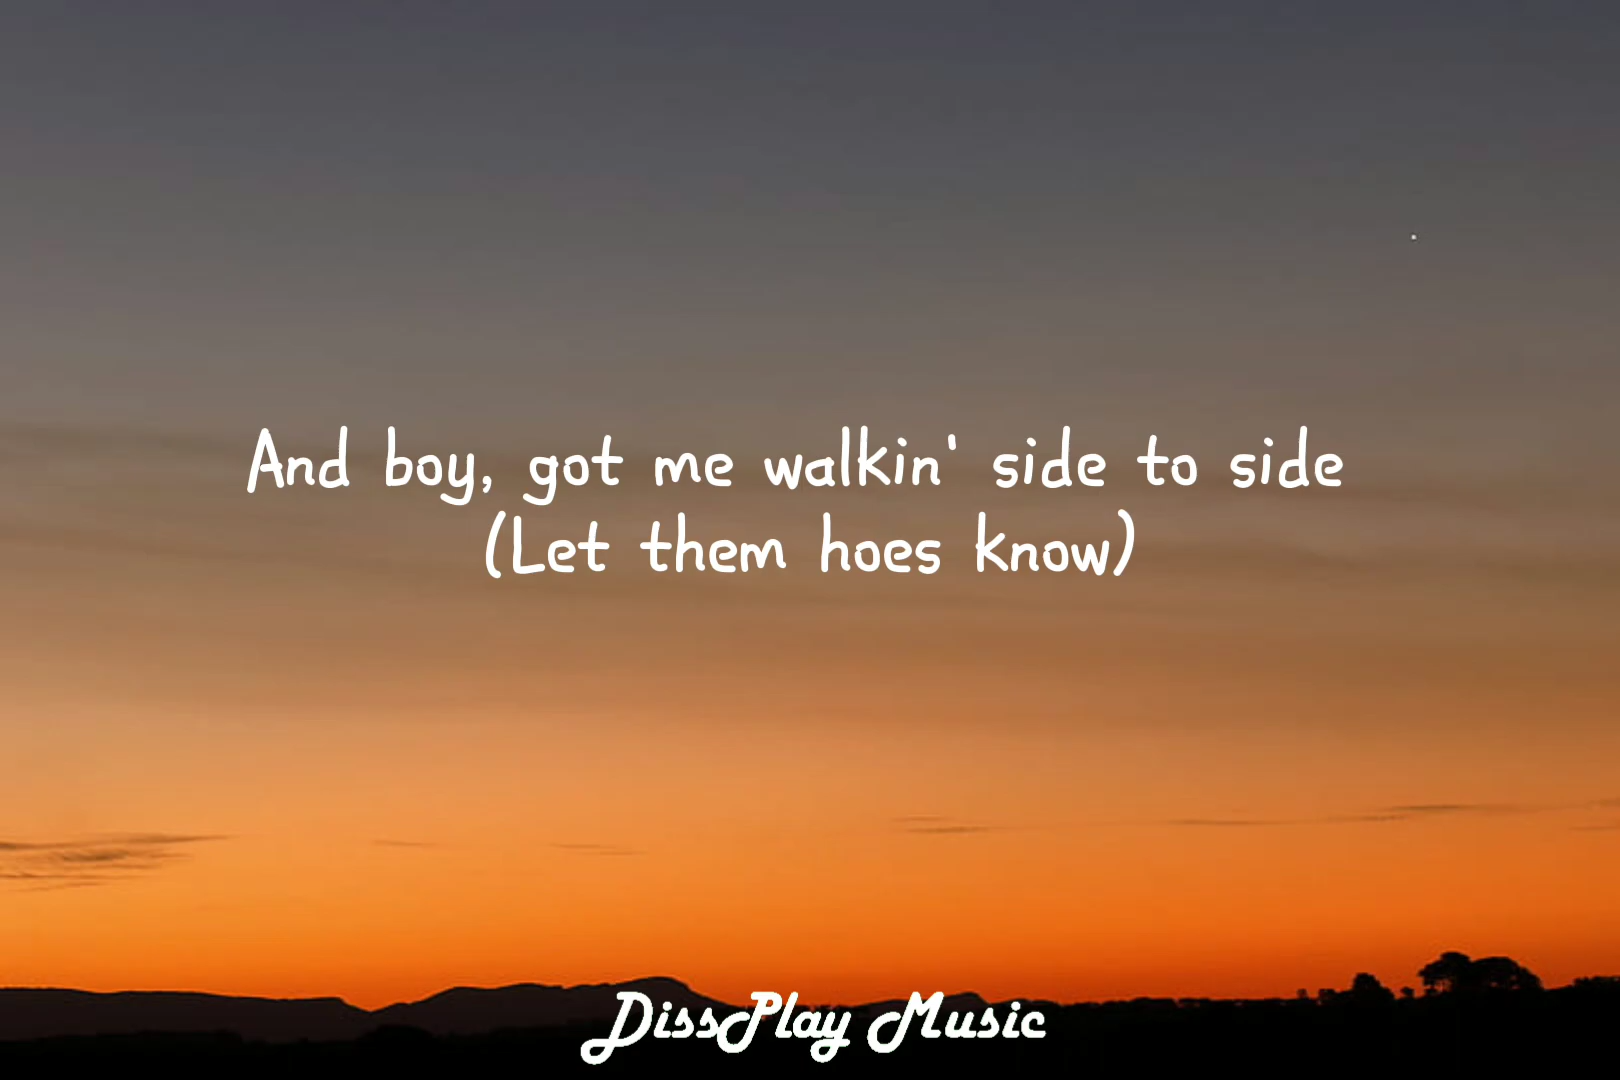 And boy, got me walkin' side to side
(Let them hoes know)
DissPlay Music